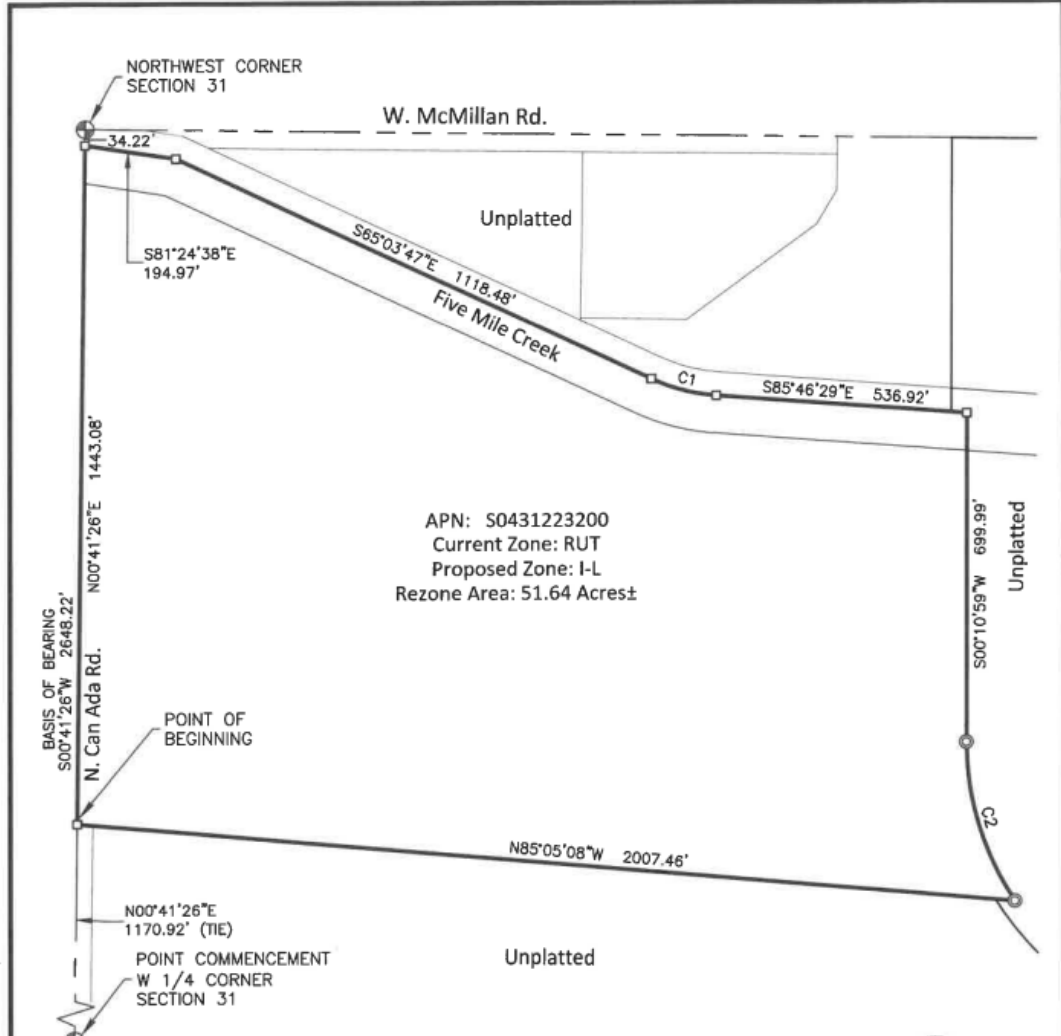 NORTHWEST CORNER
SECTION 31
W. McMillan Rd.
34.22'
S81°24'38"E
194.97'
Unplatted
S65°03'47"E 1118.48'
Five Mile Creek
C1
S85°46'29"E 536.92'
BASIS OF BEARING
S00°41'26"W 2648.22'
N00°41'26"E 1443.08'
N. Can Ada Rd.
APN: S0431223200
Current Zone: RUT
Proposed Zone: I-L
Rezone Area: 51.64 Acres±
S00°10'59"W 699.99'
Unplatted
POINT OF
BEGINNING
C2
N85°05'08"W 2007.46'
N00°41'26"E
1170.92' (TIE)
POINT COMMENCEMENT
W 1/4 CORNER
SECTION 31
Unplatted